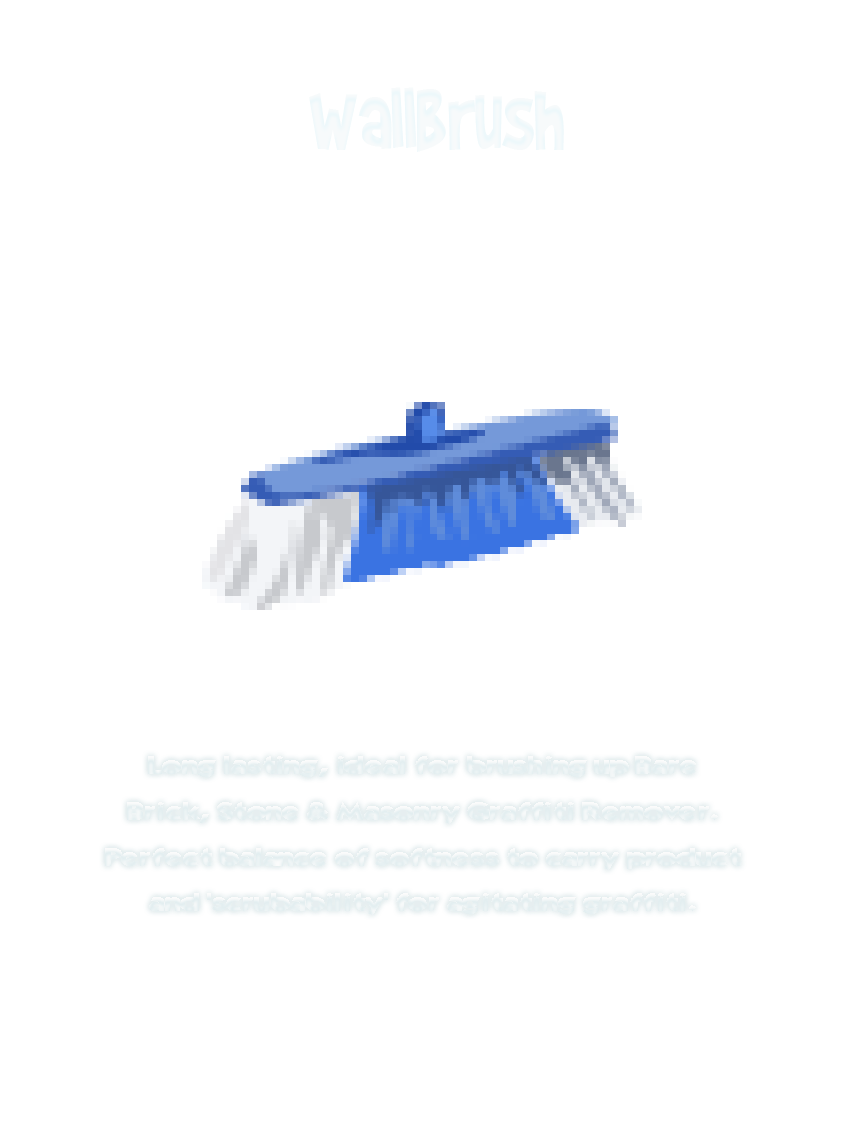 WallBrush
Long lasting, ideal for brushing up Bare
Brick, Stone & Masonry Graffiti Remover.
Perfect balance of softness to carry product
and 'scrubability' for agitating graffiti.